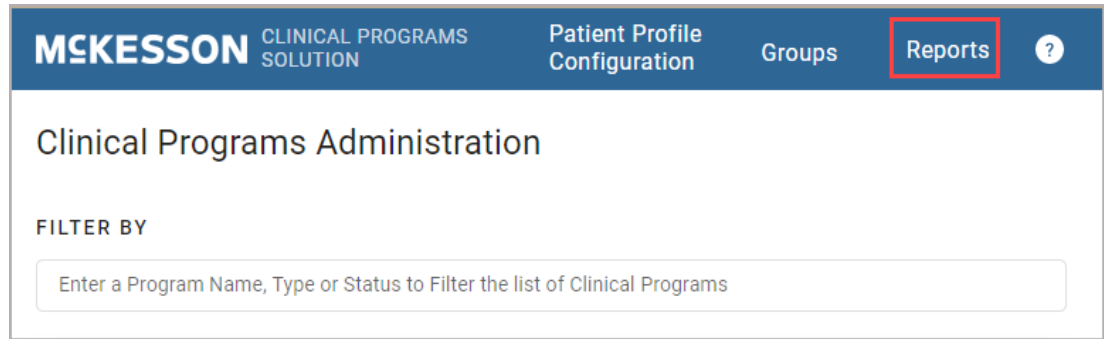 MCKESSON CLINICAL PROGRAMS SOLUTION
Patient Profile Configuration
Groups
Reports
?
Clinical Programs Administration
FILTER BY
Enter a Program Name, Type or Status to Filter the list of Clinical Programs